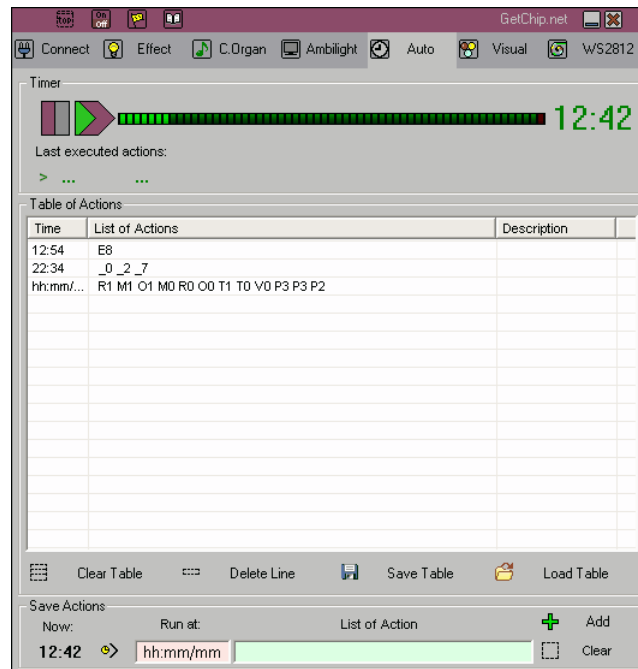 top On Off GetChip.net
Connect Effect C.Organ Ambilight Auto Visual WS2812
Timer
12:42
Last executed actions:
> ... ...
Table of Actions
Time List of Actions Description
12:54 E8
22:34 _0 _2 _7
hh:mm/... R1 M1 O1 M0 R0 O0 T1 T0 V0 P3 P3 P2
Clear Table Delete Line Save Table Load Table
Save Actions
Now: Run at: List of Action Add
12:42 hh:mm/mm Clear